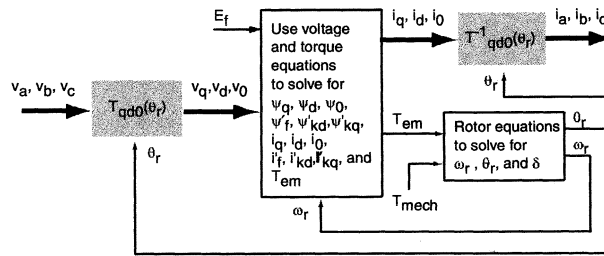 E_f
Use voltage
and torque
equations
to solve for
ψ_q, ψ_d, ψ_0,
ψ'_f, ψ'_kd, ψ'_kq,
i_q, i_d, i_0,
i'_f, i'_kd, i'_kq, and
T_em
i_q, i_d, i_0
T^-1_qd0(θ_r)
i_a, i_b, i_c
θ_r
v_a, v_b, v_c
T_qd0(θ_r)
v_q, v_d, v_0
θ_r
T_em
Rotor equations
to solve for
ω_r, θ_r, and δ
θ_r
ω_r
T_mech
ω_r